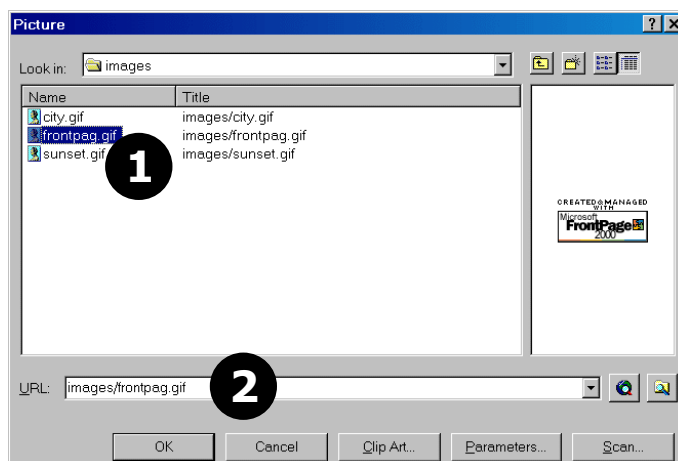 Picture
Look in: images
Name Title
city.gif images/city.gif
frontpag.gif images/frontpag.gif
sunset.gif images/sunset.gif
1
CREATED & MANAGED
WITH
Microsoft
FrontPage
2000
URL: images/frontpag.gif
2
OK Cancel Clip Art... Parameters... Scan...